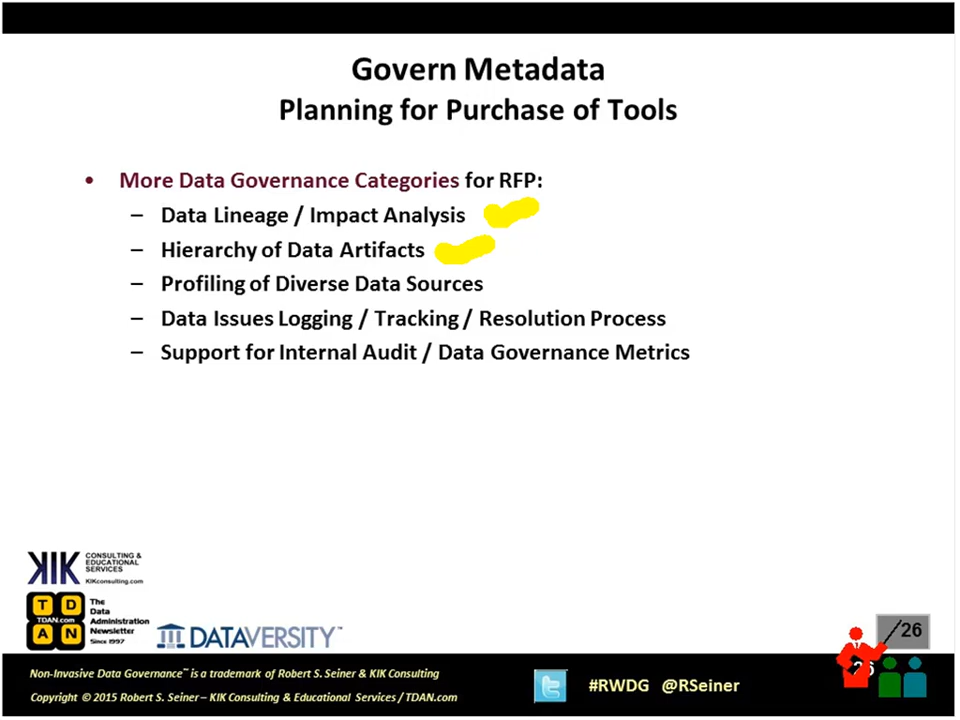 Govern Metadata
Planning for Purchase of Tools
• More Data Governance Categories for RFP:
– Data Lineage / Impact Analysis
– Hierarchy of Data Artifacts
– Profiling of Diverse Data Sources
– Data Issues Logging / Tracking / Resolution Process
– Support for Internal Audit / Data Governance Metrics
KIK
CONSULTING &
EDUCATIONAL
SERVICES
KIKconsulting.com
T D
TDAN.com
A N
The
Data
Administration
Newsletter
Since 1997
DATAVERSITY™
/26
Non-Invasive Data Governance™ is a trademark of Robert S. Seiner & KIK Consulting
Copyright © 2015 Robert S. Seiner – KIK Consulting & Educational Services / TDAN.com
#RWDG @RSeiner